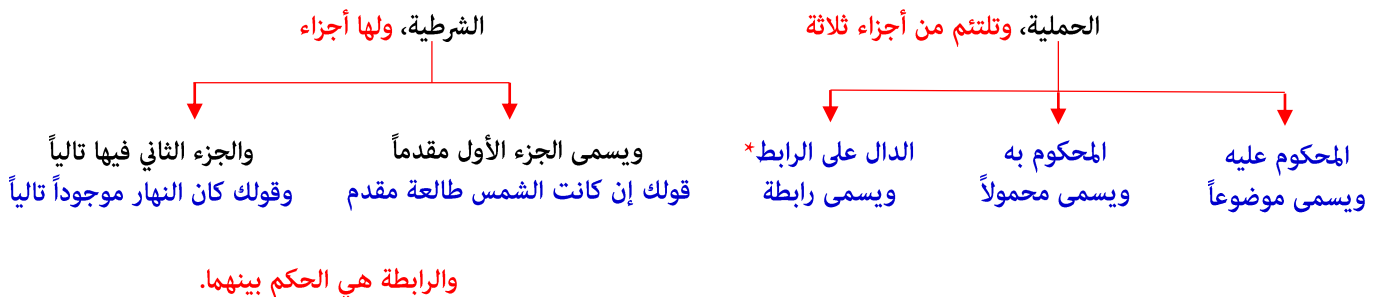 الحملية، وتلتئم من أجزاء ثلاثة
المحكوم عليه
ويسمى موضوعاً
المحكوم به
ويسمى محمولاً
الدال على الرابط*
ويسمى رابطة
الشرطية، ولها أجزاء
ويسمى الجزء الأول مقدماً
قولك إن كانت الشمس طالعة مقدم
والجزء الثاني فيها تالياً
وقولك كان النهار موجوداً تالياً
والرابطة هي الحكم بينهما.